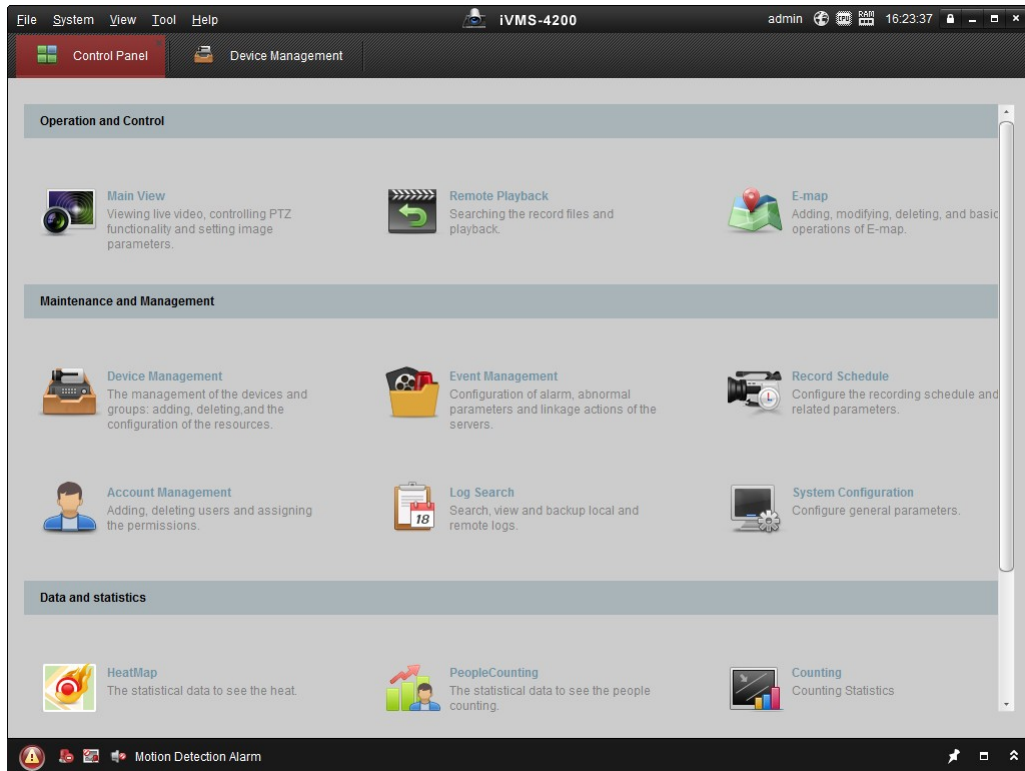 File System View Tool Help iVMS-4200 admin CPU RAM 16:23:37
Control Panel Device Management
Operation and Control
Main View
Viewing live video, controlling PTZ
functionality and setting image
parameters.
Remote Playback
Searching the record files and
playback.
E-map
Adding, modifying, deleting, and basic
operations of E-map.
Maintenance and Management
Device Management
The management of the devices and
groups: adding, deleting,and the
configuration of the resources.
Event Management
Configuration of alarm, abnormal
parameters and linkage actions of the
servers.
Record Schedule
Configure the recording schedule and
related parameters.
Account Management
Adding, deleting users and assigning
the permissions.
18
Log Search
Search, view and backup local and
remote logs.
System Configuration
Configure general parameters.
Data and statistics
HeatMap
The statistical data to see the heat.
PeopleCounting
The statistical data to see the people
counting.
Counting
Counting Statistics
Motion Detection Alarm